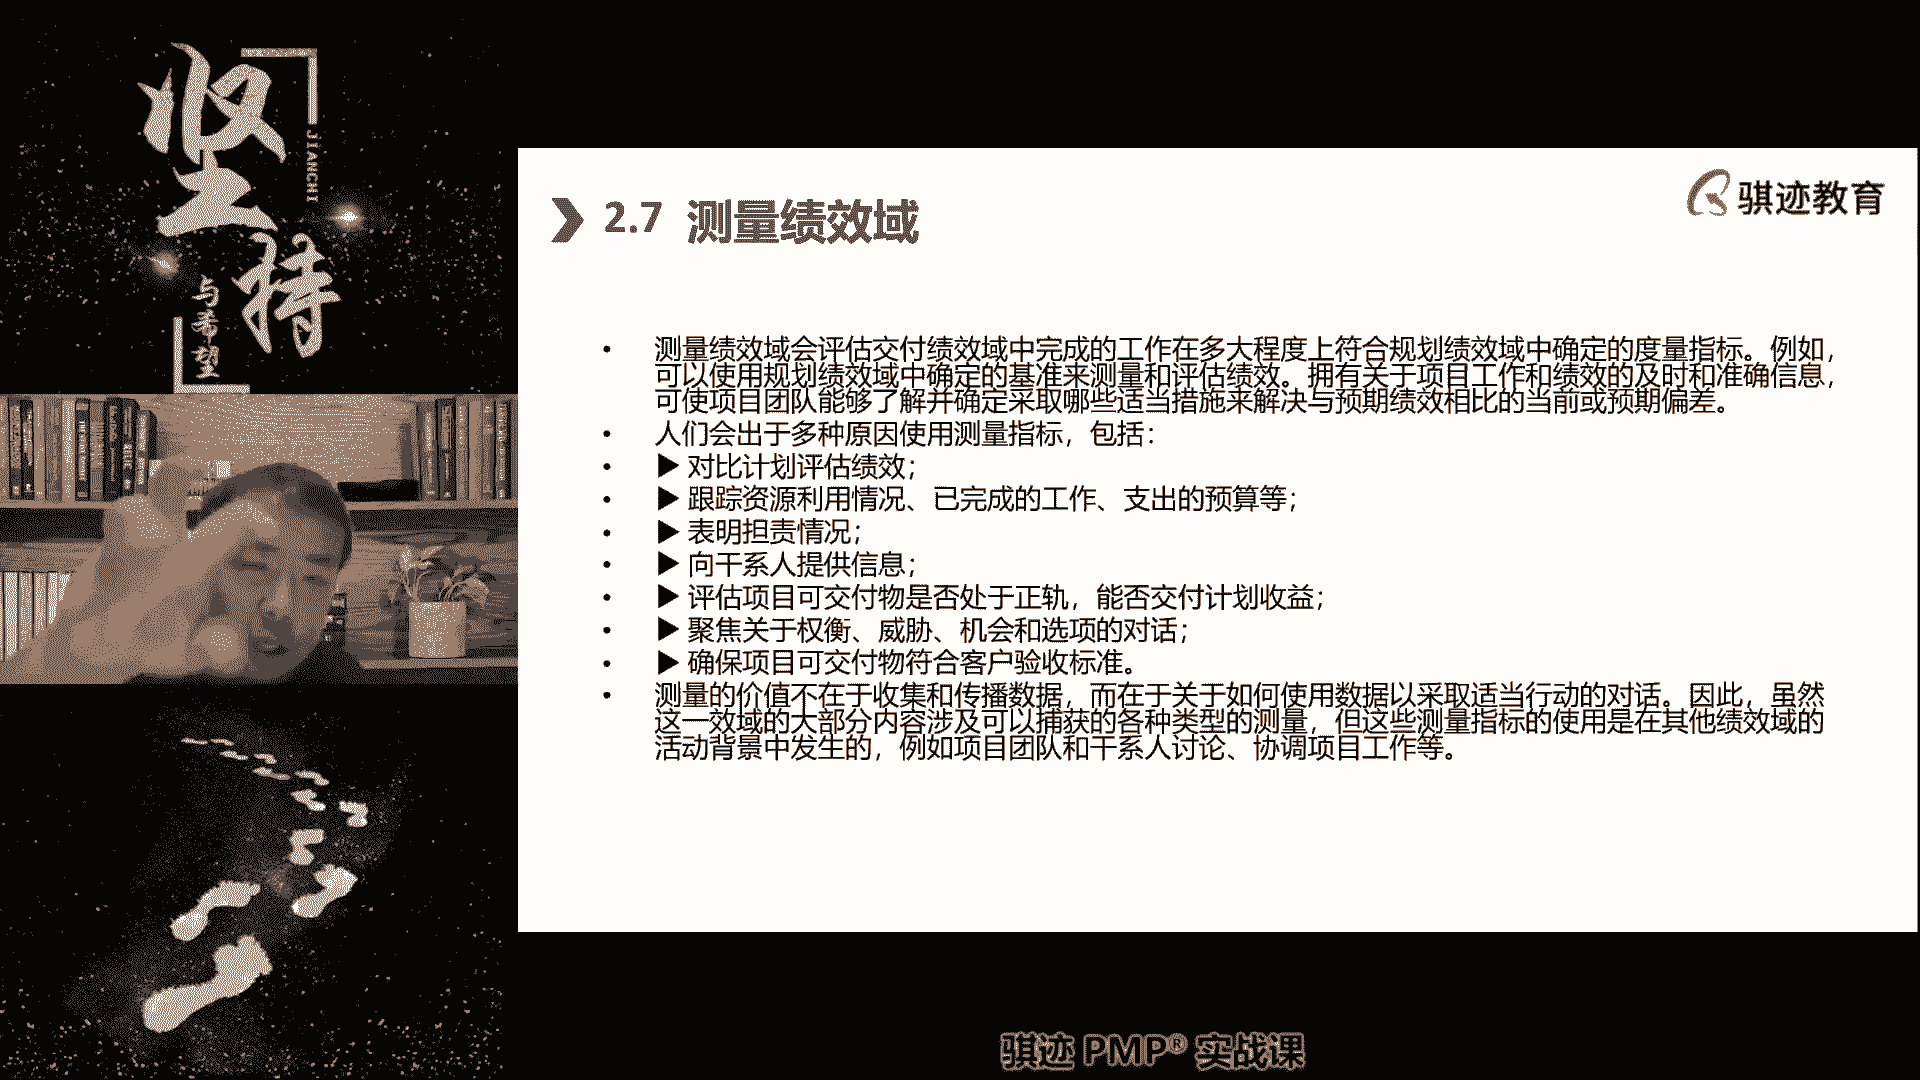 坚持
JIANCHI
与希望
骐迹教育
2.7 测量绩效域
• 测量绩效域会评估交付绩效域中完成的工作在多大程度上符合规划绩效域中确定的度量指标。例如，
可以使用规划绩效域中确定的基准来测量和评估绩效。拥有关于项目工作和绩效的及时和准确信息，
可使项目团队能够了解并确定采取哪些适当措施来解决与预期绩效相比的当前或预期偏差。
• 人们会出于多种原因使用测量指标，包括：
• ▶ 对比计划评估绩效；
• ▶ 跟踪资源利用情况、已完成的工作、支出的预算等；
• ▶ 表明担责情况；
• ▶ 向干系人提供信息；
• ▶ 评估项目可交付物是否处于正轨，能否交付计划收益；
• ▶ 聚焦关于权衡、威胁、机会和选项的对话；
• ▶ 确保项目可交付物符合客户验收标准。
• 测量的价值不在于收集和传播数据，而在于关于如何使用数据以采取适当行动的对话。因此，虽然
这一效域的大部分内容涉及可以捕获的各种类型的测量，但这些测量指标的使用是在其他绩效域的
活动背景中发生的，例如项目团队和干系人讨论、协调项目工作等。
骐迹 PMP® 实战课